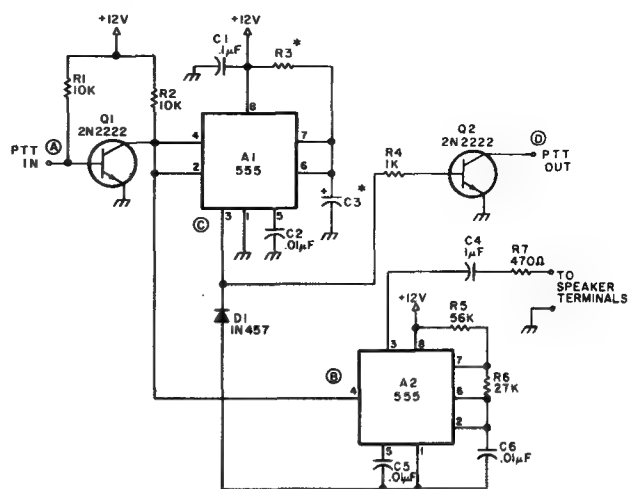 +12V
+12V
C1
.1µF
R3*
R1
10K
R2
10K
Q1
2N2222
PTT
IN
A
8
4
7
2
6
A1
555
3
1
5
C
C2
.01µF
+
C3
*
R4
1K
Q2
2N2222
D
PTT
OUT
C4
1µF
R7
470Ω
TO
SPEAKER
TERMINALS
+12V
R5
56K
D1
1N457
3
8
7
B
4
A2
555
6
2
R6
27K
5
1
C5
.01µF
C6
.01µF